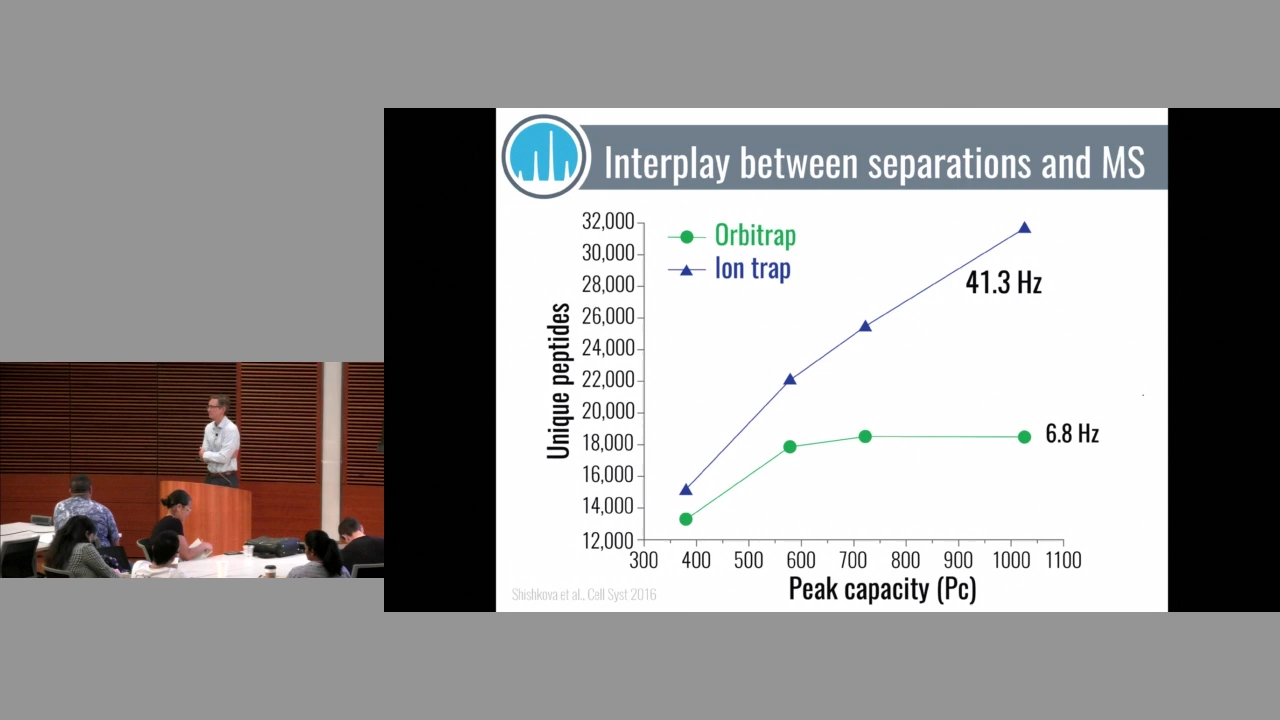 Interplay between separations and MS
32,000
30,000
28,000
26,000
24,000
22,000
20,000
18,000
16,000
14,000
12,000
Unique peptides
Orbitrap
Ion trap
41.3 Hz
6.8 Hz
300 400 500 600 700 800 900 1000 1100
Peak capacity (Pc)
Shishkova et al., Cell Syst 2016